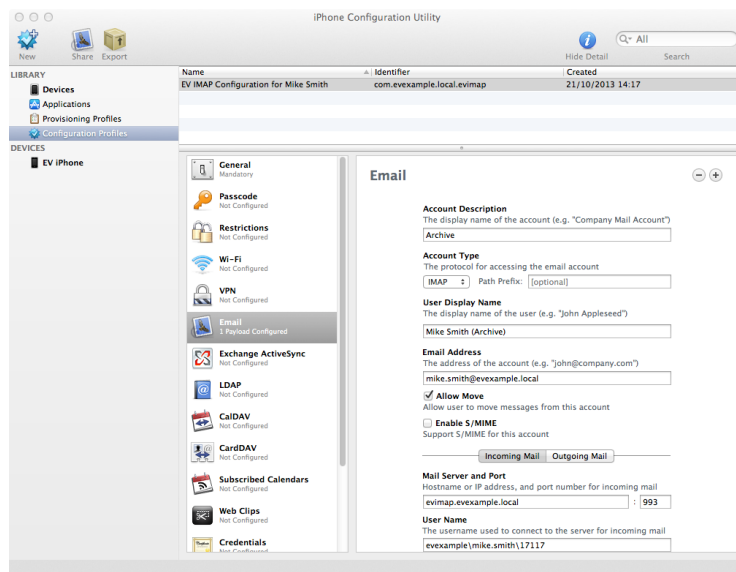 iPhone Configuration Utility
New
Share
Export
Hide Detail
All
Search
LIBRARY
Devices
Applications
Provisioning Profiles
Configuration Profiles
DEVICES
EV iPhone
Name Identifier Created
EV IMAP Configuration for Mike Smith com.evexample.local.evimap 21/10/2013 14:17
General
Mandatory
Passcode
Not Configured
Restrictions
Not Configured
Wi-Fi
Not Configured
VPN
Not Configured
Email
1 Payload Configured
Exchange ActiveSync
Not Configured
LDAP
Not Configured
CalDAV
Not Configured
CardDAV
Not Configured
Subscribed Calendars
Not Configured
Web Clips
Not Configured
Credentials
Not Configured
Email
Account Description
The display name of the account (e.g. "Company Mail Account")
Archive
Account Type
The protocol for accessing the email account
IMAP Path Prefix: [optional]
User Display Name
The display name of the user (e.g. "John Appleseed")
Mike Smith (Archive)
Email Address
The address of the account (e.g. "john@company.com")
mike.smith@evexample.local
Allow Move
Allow user to move messages from this account
Enable S/MIME
Support S/MIME for this account
Incoming Mail Outgoing Mail
Mail Server and Port
Hostname or IP address, and port number for incoming mail
evimap.evexample.local : 993
User Name
The username used to connect to the server for incoming mail
evexample\mike.smith\17117